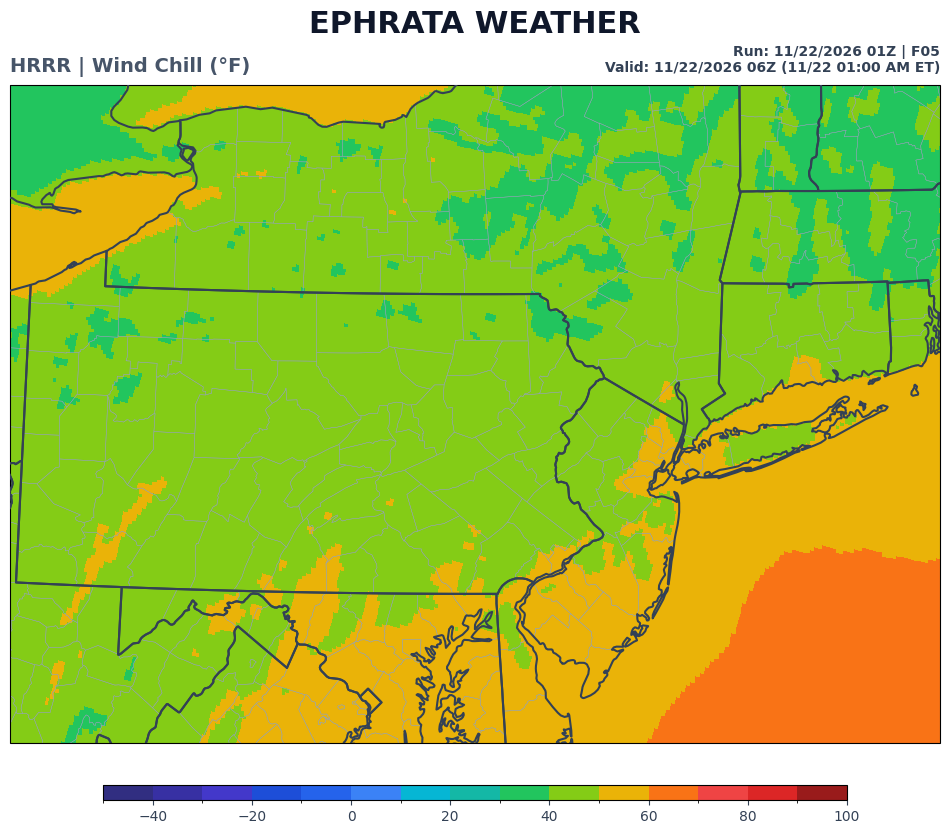 EPHRATA WEATHER
HRRR | Wind Chill (°F)
Run: 11/22/2026 01Z | F05
Valid: 11/22/2026 06Z (11/22 01:00 AM ET)
−40 −20 0 20 40 60 80 100